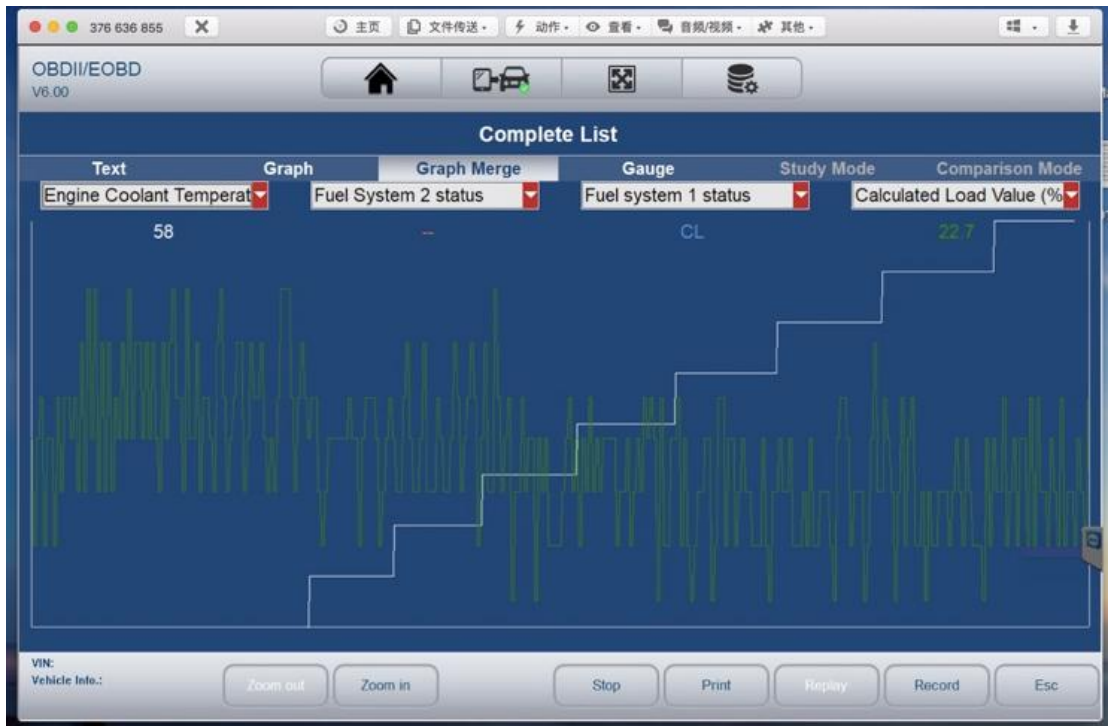 376 636 855 主页 文件传送 动作 查看 音频/视频 其他
OBDII/EOBD
V6.00
Complete List
Text Graph Graph Merge Gauge Study Mode Comparison Mode
Engine Coolant Temperat Fuel System 2 status Fuel system 1 status Calculated Load Value (%
58 -- CL 22.7
VIN:
Vehicle Info.:
Zoom out Zoom in Stop Print Replay Record Esc